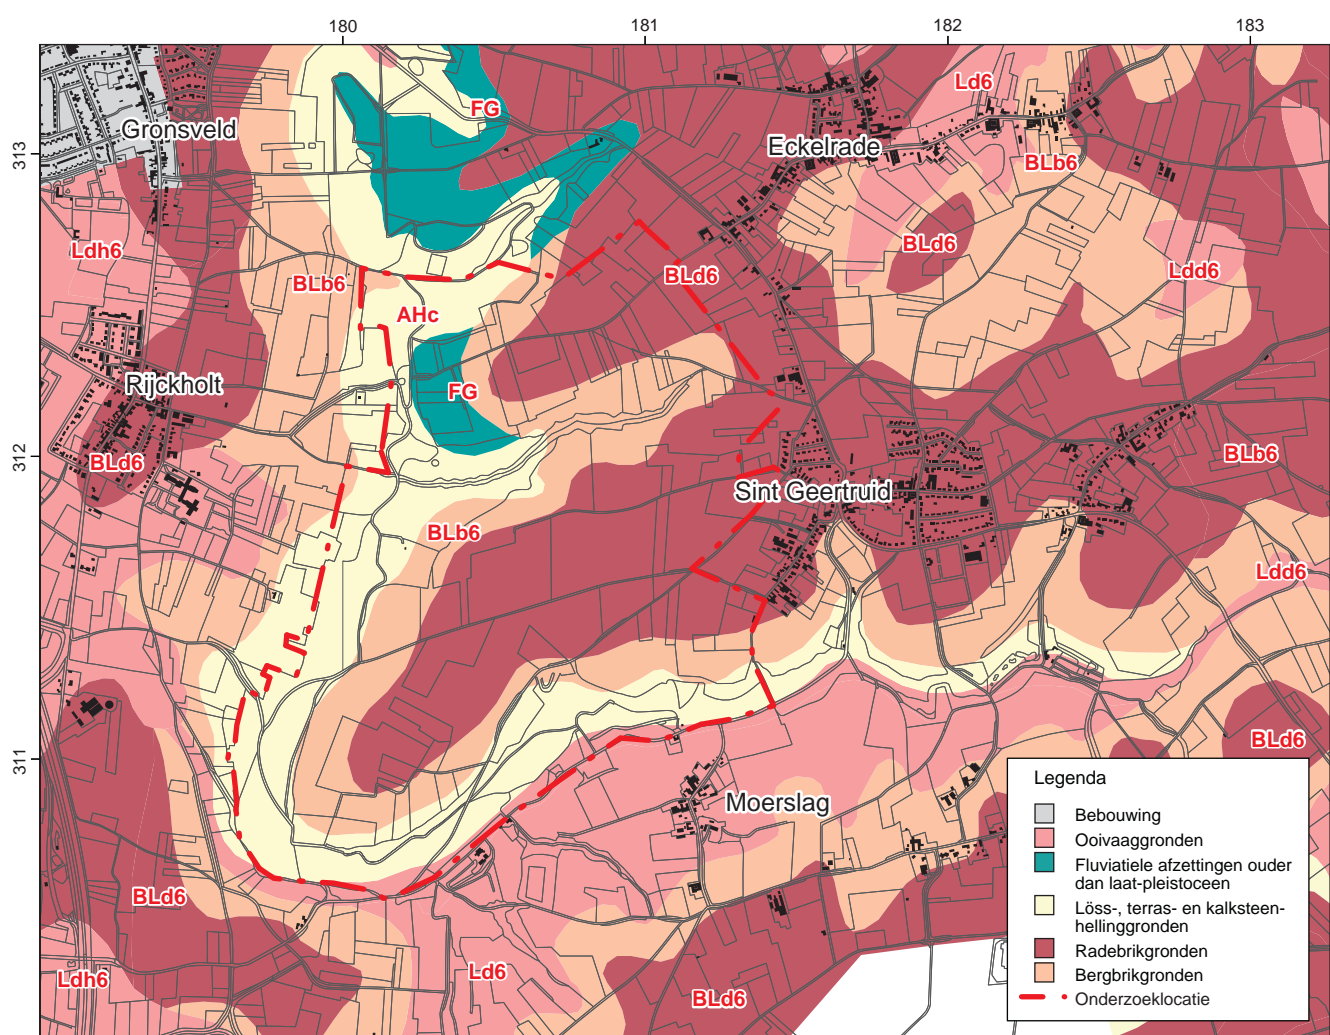 180
181
182
183
313
312
311
FG
Ld6
Gronsveld
Eckelrade
BLb6
Ldh6
BLd6
BLb6
BLd6
Ldd6
AHc
Rijckholt
FG
BLd6
BLb6
Sint Geertruid
BLb6
Ldd6
BLd6
Moerslag
BLd6
Ldh6
Ld6
BLd6
Legenda
Bebouwing
Ooivaaggronden
Fluviatiele afzettingen ouder
dan laat-pleistoceen
Löss-, terras- en kalksteen-
hellinggronden
Radebrikgronden
Bergbrikgronden
Onderzoeklocatie